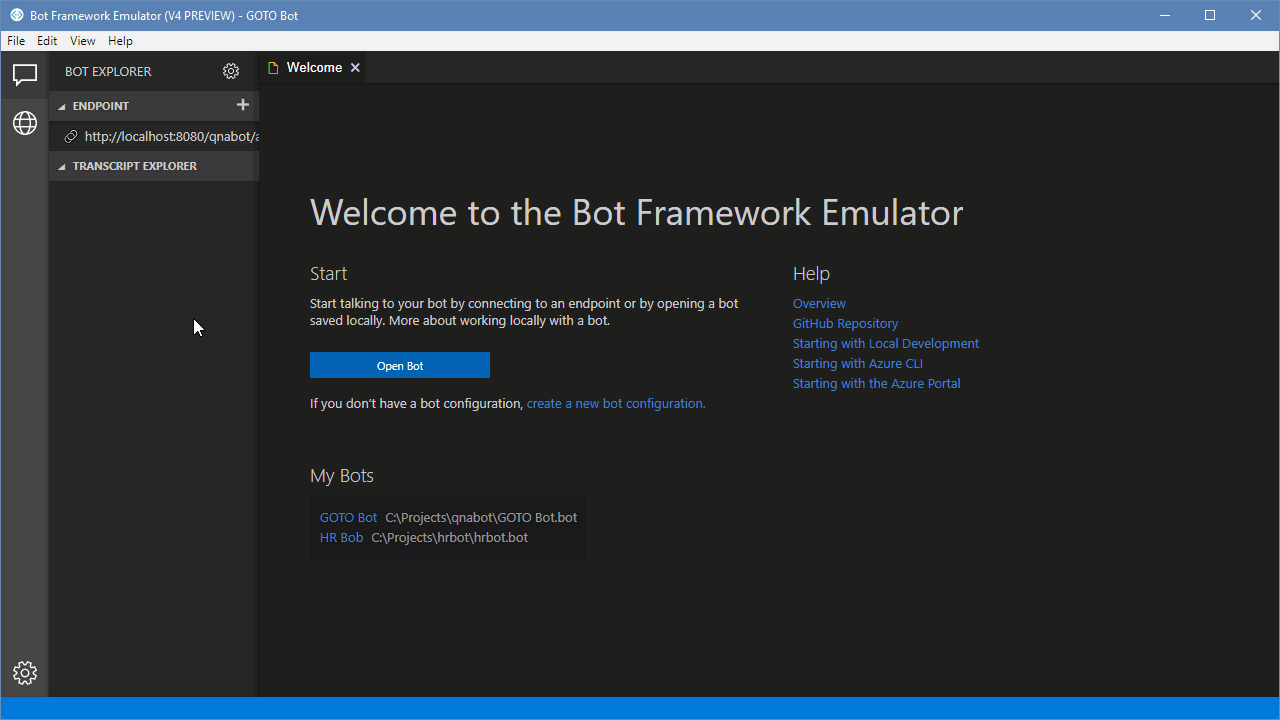 Bot Framework Emulator (V4 PREVIEW) - GOTO Bot
File Edit View Help
BOT EXPLORER
ENDPOINT
http://localhost:8080/qnabot/a
TRANSCRIPT EXPLORER
Welcome
Welcome to the Bot Framework Emulator
Start
Start talking to your bot by connecting to an endpoint or by opening a bot
saved locally. More about working locally with a bot.
Open Bot
If you don't have a bot configuration, create a new bot configuration.
My Bots
GOTO Bot C:\Projects\qnabot\GOTO Bot.bot
HR Bob C:\Projects\hrbot\hrbot.bot
Help
Overview
GitHub Repository
Starting with Local Development
Starting with Azure CLI
Starting with the Azure Portal